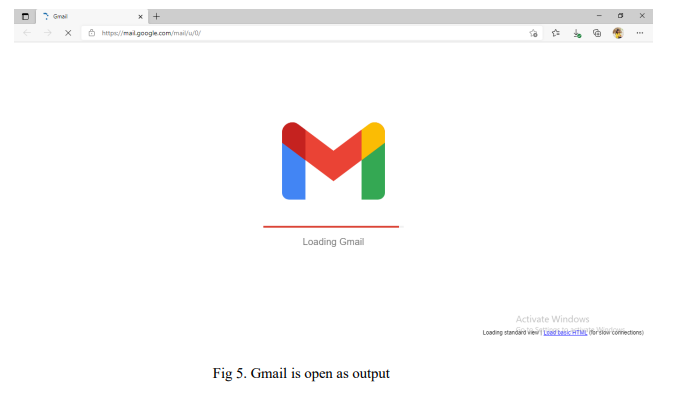 Gmail
https://mail.google.com/mail/u/0/
Loading Gmail
Activate Windows
Loading standard view | Load basic HTML (for slow connections)
Fig 5. Gmail is open as output